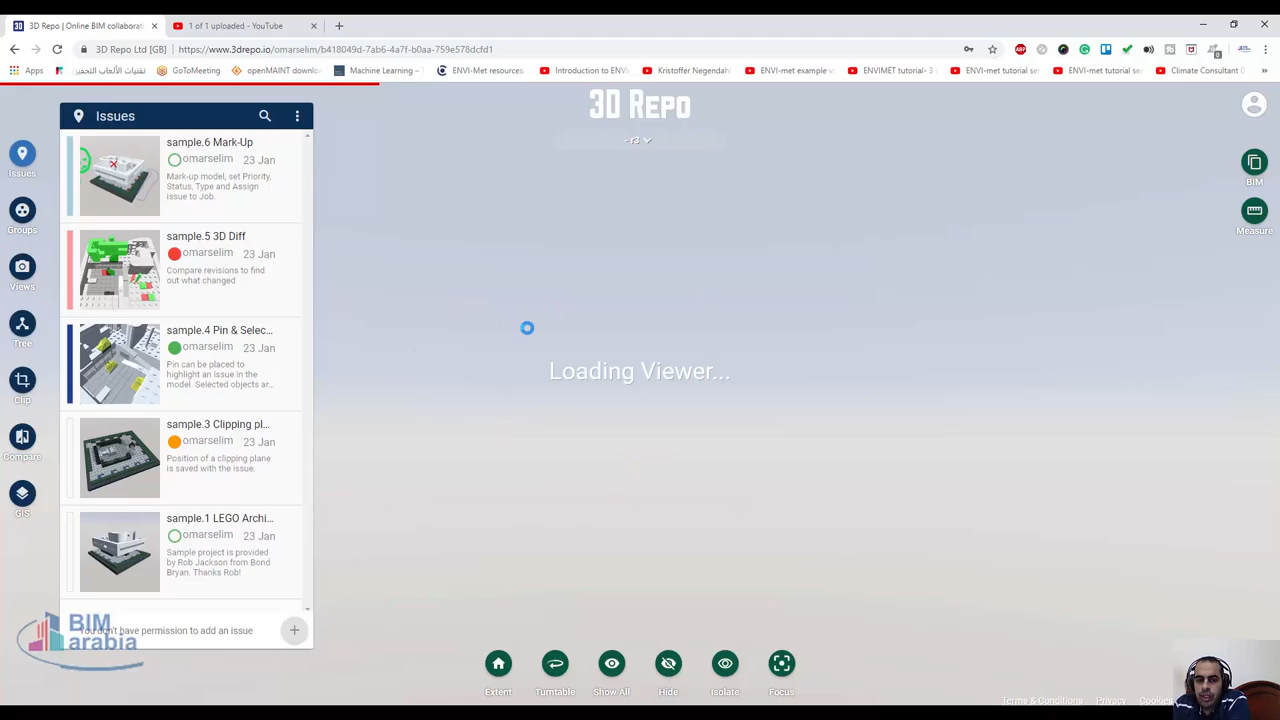 3D Repo | Online BIM collaborati
1 of 1 uploaded - YouTube
3D Repo Ltd [GB]
https://www.3drepo.io/omarselim/b418049d-7ab6-4a7f-b0aa-759e578dcfd1
Apps
تقنيات الألعاب التحفيز
GoToMeeting
openMAINT downlo
Machine Learning –
ENVI-Met resources
Introduction to ENVI
Kristoffer Negendahl
ENVI-met example v
ENVIMET tutorial- 3
ENVI-met tutorial se
ENVI-met tutorial se
Climate Consultant
3D REPO
- r3
Issues
Groups
Views
Tree
Clip
Compare
GIS
Issues
sample.6 Mark-Up
omarselim 23 Jan
Mark-up model, set Priority,
Status, Type and Assign
issue to Job.
sample.5 3D Diff
omarselim 23 Jan
Compare revisions to find
out what changed
sample.4 Pin & Selec...
omarselim 23 Jan
Pin can be placed to
highlight an issue in the
model. Selected objects ar...
sample.3 Clipping pl...
omarselim 23 Jan
Position of a clipping plane
is saved with the issue.
sample.1 LEGO Archi...
omarselim 23 Jan
Sample project is provided
by Rob Jackson from Bond
Bryan. Thanks Rob!
You don't have permission to add an issue
BIM
arabia
Loading Viewer...
BIM
Measure
Extent
Turntable
Show All
Hide
Isolate
Focus
Terms & Conditions
Privacy
Cookies